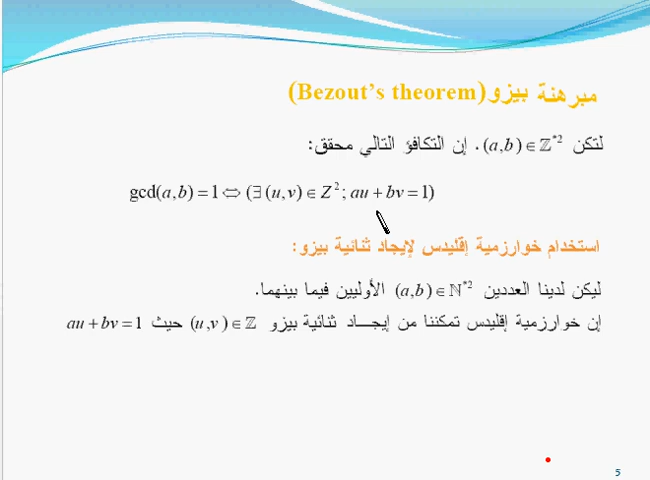 مبرهنة بيزو(Bezout's theorem)
لتكن (a,b)∈ℤ*². إن التكافؤ التالي محقق:
gcd(a,b)=1⇔(∃(u,v)∈Z²; au+bv=1)
استخدام خوارزمية إقليدس لإيجاد ثنائية بيزو:
ليكن لدينا العددين (a,b)∈ℕ*² الأوليين فيما بينهما.
إن خوارزمية إقليدس تمكننا من إيجـــاد ثنائية بيزو (u,v)∈ℤ حيث au+bv=1
5